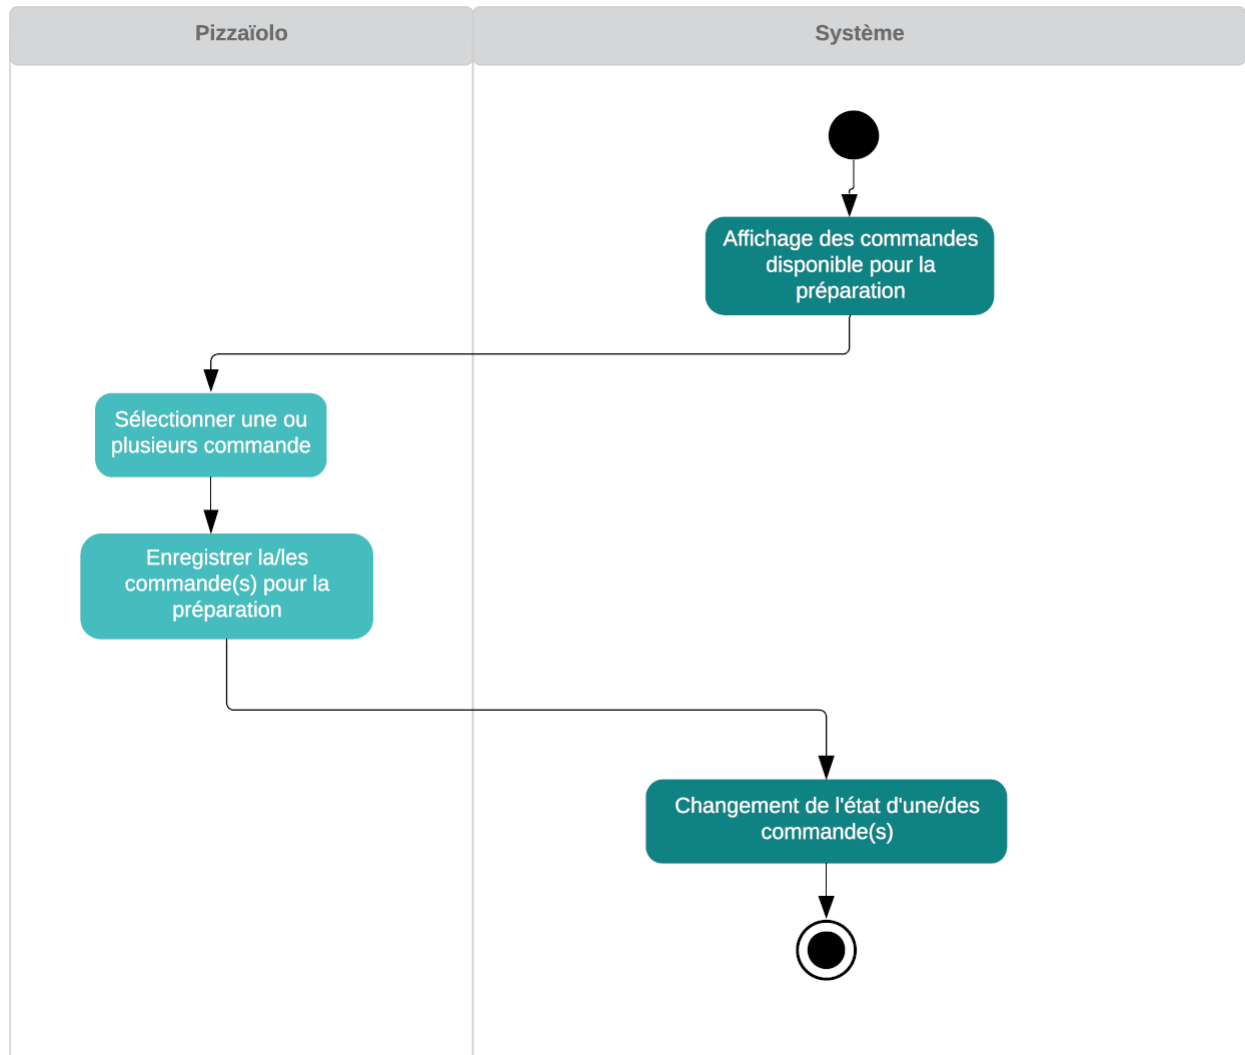 Pizzaïolo
Système
Affichage des commandes
disponible pour la
préparation
Sélectionner une ou
plusieurs commande
Enregistrer la/les
commande(s) pour la
préparation
Changement de l'état d'une/des
commande(s)